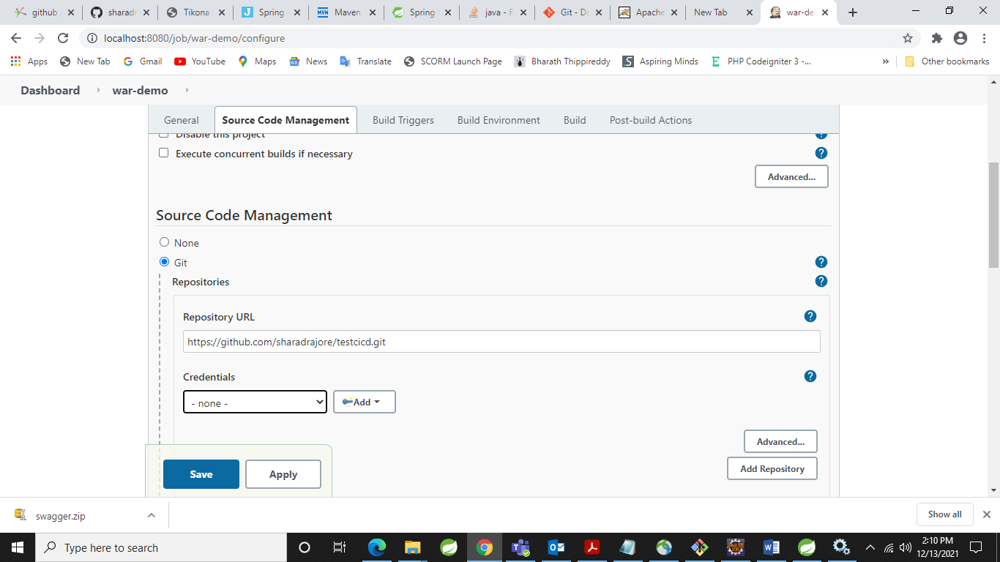 github
sharadr
Tikona
Spring
Maven
Spring
java - F
Git - Do
Apache
New Tab
war-de
localhost:8080/job/war-demo/configure
Apps
New Tab
Gmail
YouTube
Maps
News
Translate
SCORM Launch Page
Bharath Thippireddy
Aspiring Minds
PHP Codeigniter 3 -...
»
Other bookmarks
Dashboard
war-demo
General
Source Code Management
Build Triggers
Build Environment
Build
Post-build Actions
Disable this project
Execute concurrent builds if necessary
Advanced...
Source Code Management
None
Git
Repositories
Repository URL
https://github.com/sharadrajore/testcicd.git
Credentials
- none -
Add
Advanced...
Save
Apply
Add Repository
swagger.zip
Show all
Type here to search
2:10 PM
12/13/2021